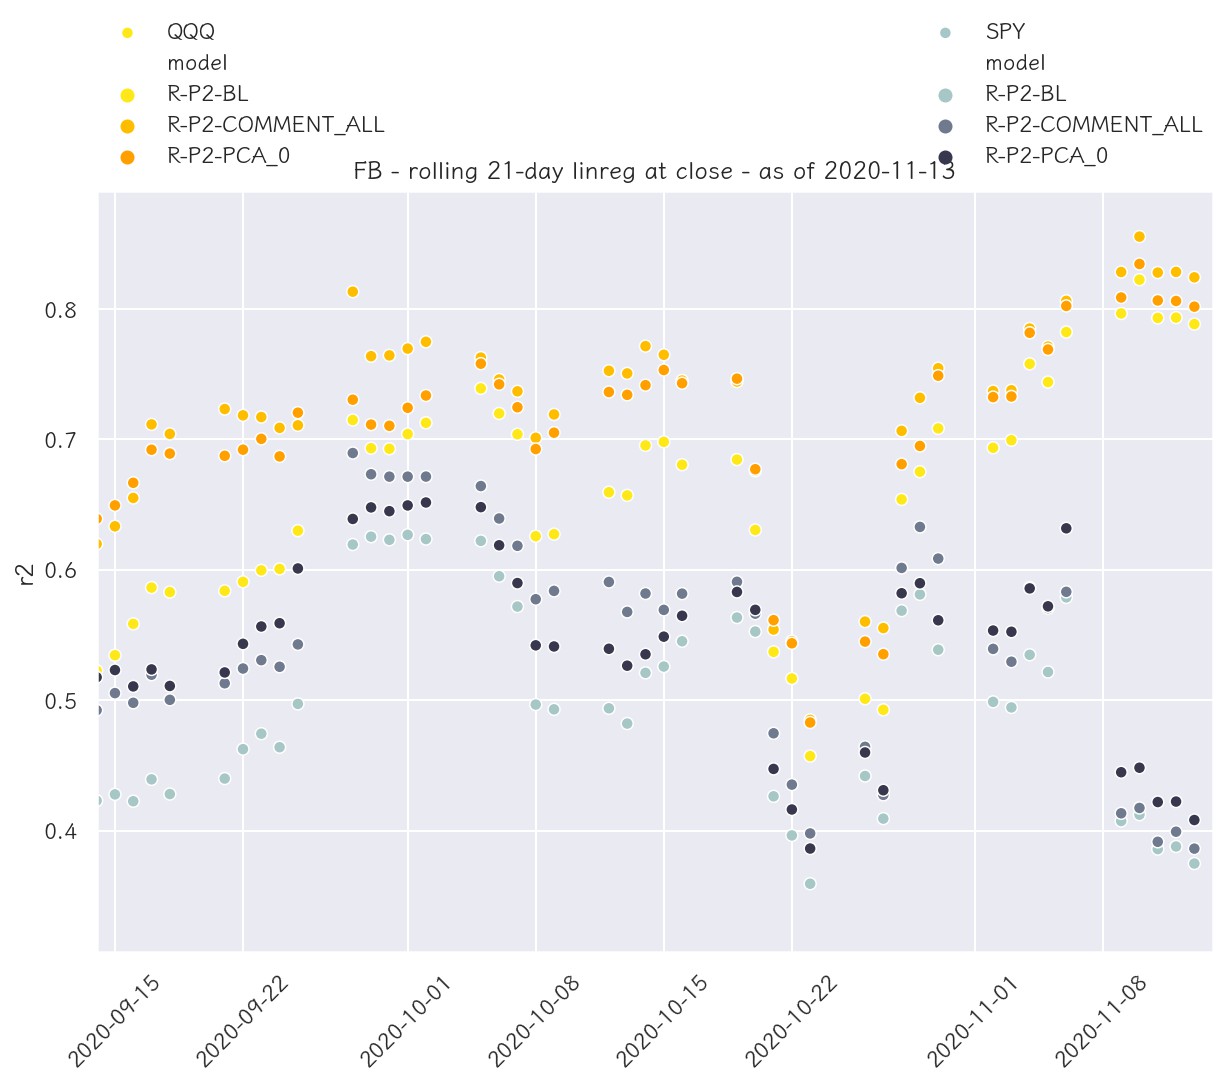 QQQ
model
R-P2-BL
R-P2-COMMENT_ALL
R-P2-PCA_0
SPY
model
R-P2-BL
R-P2-COMMENT_ALL
R-P2-PCA_0
FB - rolling 21-day linreg at close - as of 2020-11-13
r2
0.8
0.7
0.6
0.5
0.4
2020-09-15
2020-09-22
2020-10-01
2020-10-08
2020-10-15
2020-10-22
2020-11-01
2020-11-08